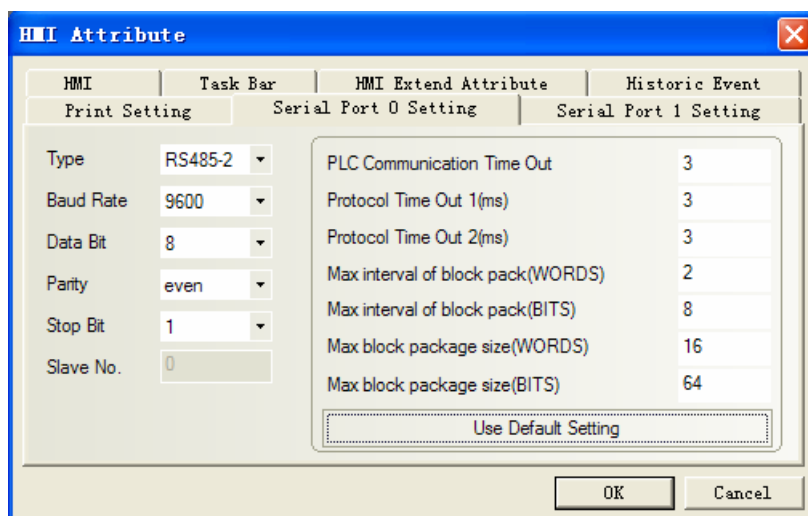 HMI Attribute
HMI Task Bar HMI Extend Attribute Historic Event
Print Setting Serial Port 0 Setting Serial Port 1 Setting
Type RS485-2
Baud Rate 9600
Data Bit 8
Parity even
Stop Bit 1
Slave No. 0
PLC Communication Time Out 3
Protocol Time Out 1(ms) 3
Protocol Time Out 2(ms) 3
Max interval of block pack(WORDS) 2
Max interval of block pack(BITS) 8
Max block package size(WORDS) 16
Max block package size(BITS) 64
Use Default Setting
OK Cancel